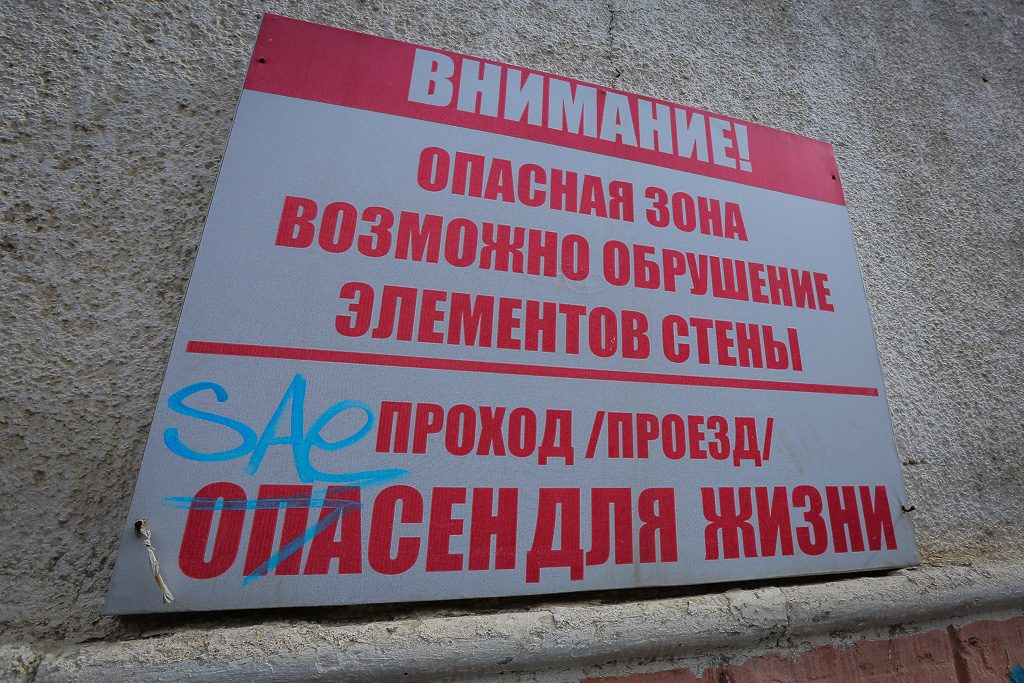 ВНИМАНИЕ!
ОПАСНАЯ ЗОНА
ВОЗМОЖНО ОБРУШЕНИЕ
ЭЛЕМЕНТОВ СТЕНЫ
SAe
ПРОХОД /ПРОЕЗД/
ОПАСЕН ДЛЯ ЖИЗНИ